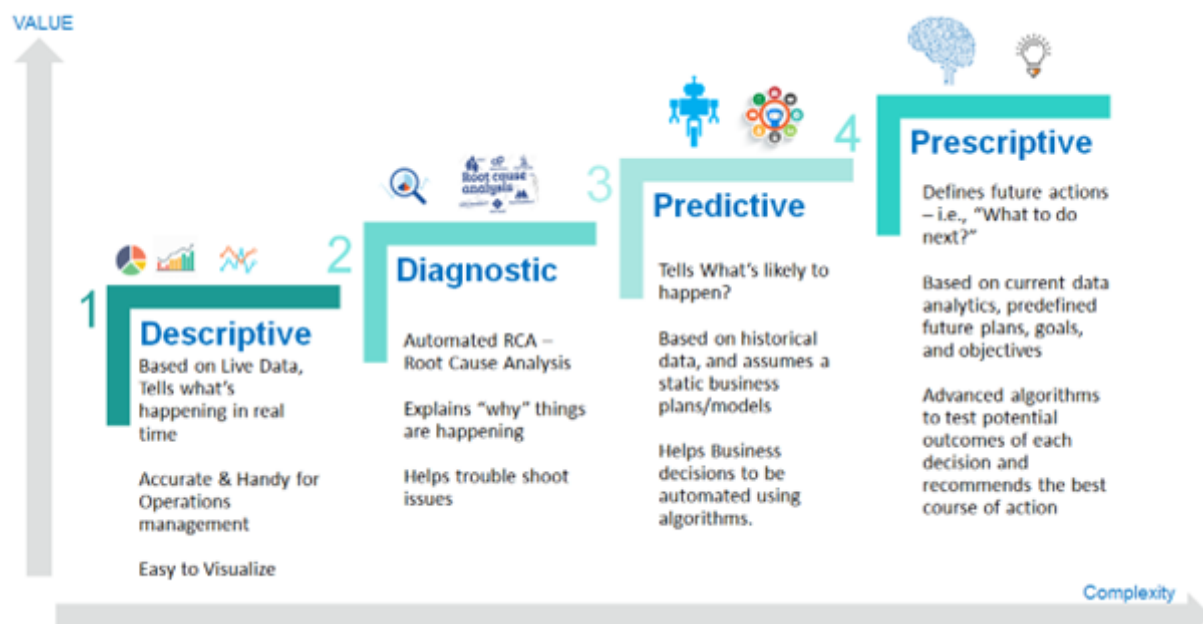 VALUE
1
Descriptive
Based on Live Data,
Tells what's
happening in real
time
Accurate & Handy for
Operations
management
Easy to Visualize
2
Root cause
analysis
Diagnostic
Automated RCA –
Root Cause Analysis
Explains “why” things
are happening
Helps trouble shoot
issues
3
Predictive
Tells What's likely to
happen?
Based on historical
data, and assumes a
static business
plans/models
Helps Business
decisions to be
automated using
algorithms.
4
Prescriptive
Defines future actions
– i.e., “What to do
next?”
Based on current data
analytics, predefined
future plans, goals,
and objectives
Advanced algorithms
to test potential
outcomes of each
decision and
recommends the best
course of action
Complexity